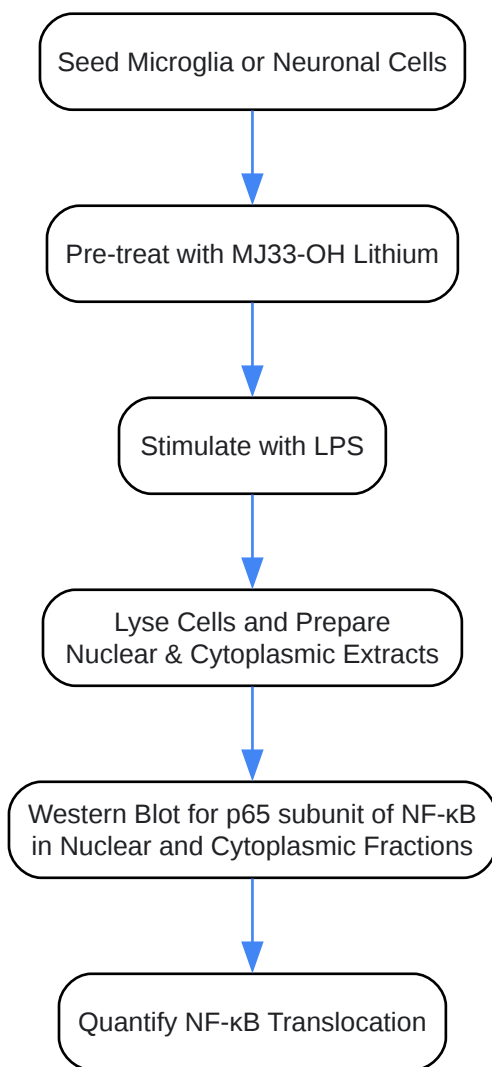 Seed Microglia or Neuronal Cells
Pre-treat with MJ33-OH Lithium
Stimulate with LPS
Lyse Cells and Prepare
Nuclear & Cytoplasmic Extracts
Western Blot for p65 subunit of NF-κB
in Nuclear and Cytoplasmic Fractions
Quantify NF-κB Translocation